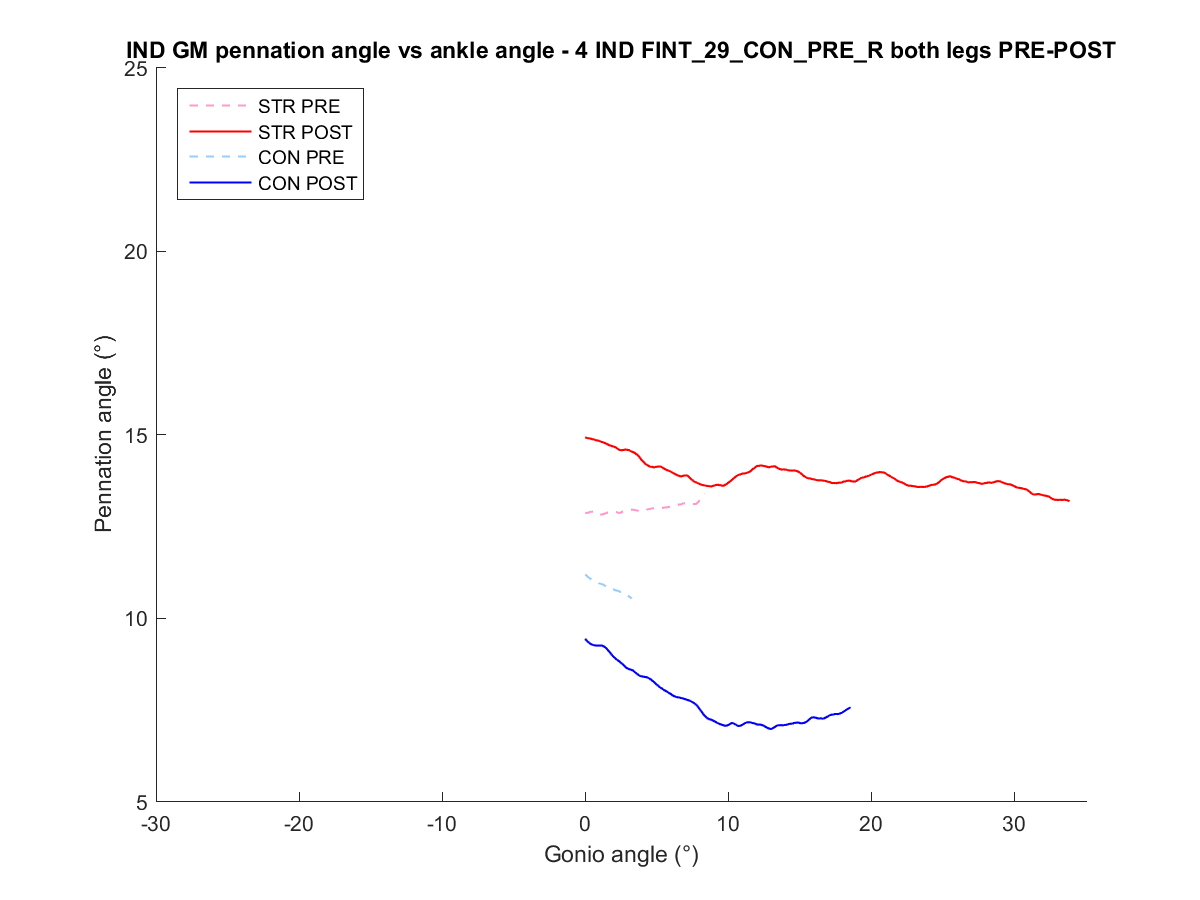 IND GM pennation angle vs ankle angle - 4 IND FINT_29_CON_PRE_R both legs PRE-POST
25
STR PRE
STR POST
CON PRE
CON POST
20
15
10
5
Pennation angle (°)
-30
-20
-10
0
10
20
30
Gonio angle (°)